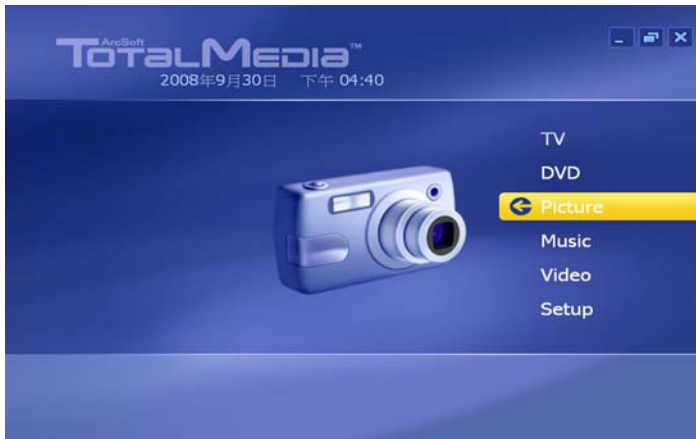 ArcSoft
TOTALMEDIA™
2008年9月30日 下午 04:40
TV
DVD
Picture
Music
Video
Setup